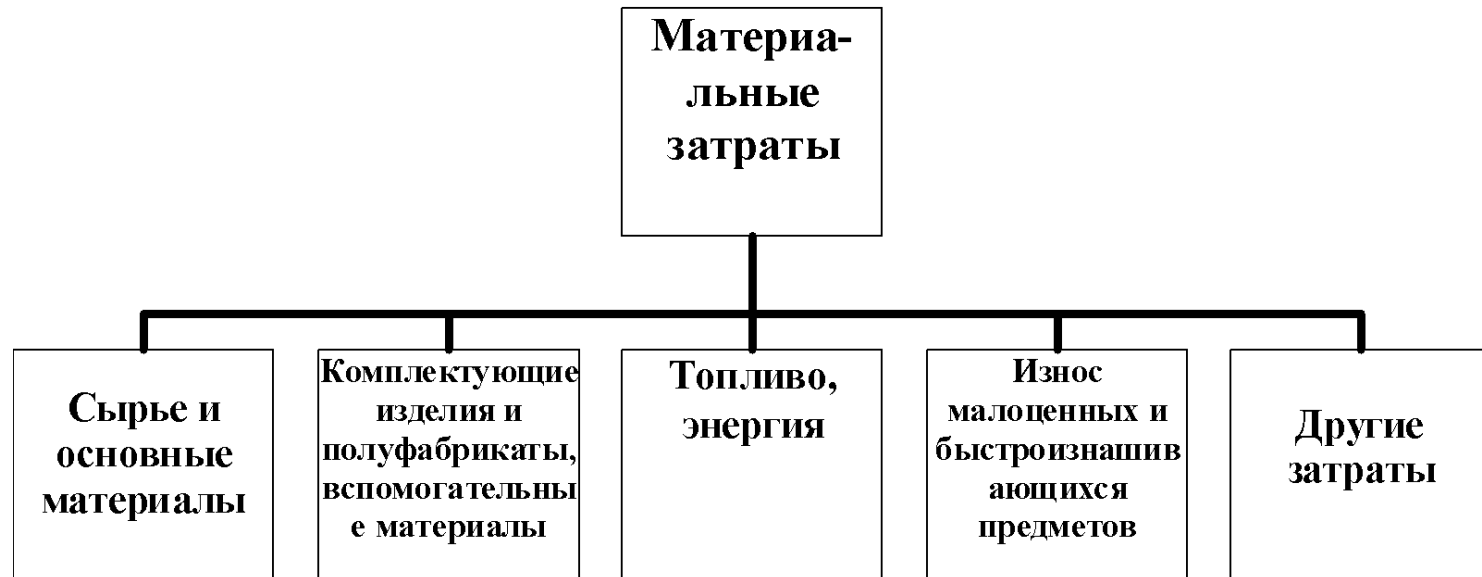 Материа-
льные
затраты
Сырье и
основные
материалы
Комплектующие
изделия и
полуфабрикаты,
вспомогательны
е материалы
Топливо,
энергия
Износ
малоценных и
быстроизнашив
ающихся
предметов
Другие
затраты